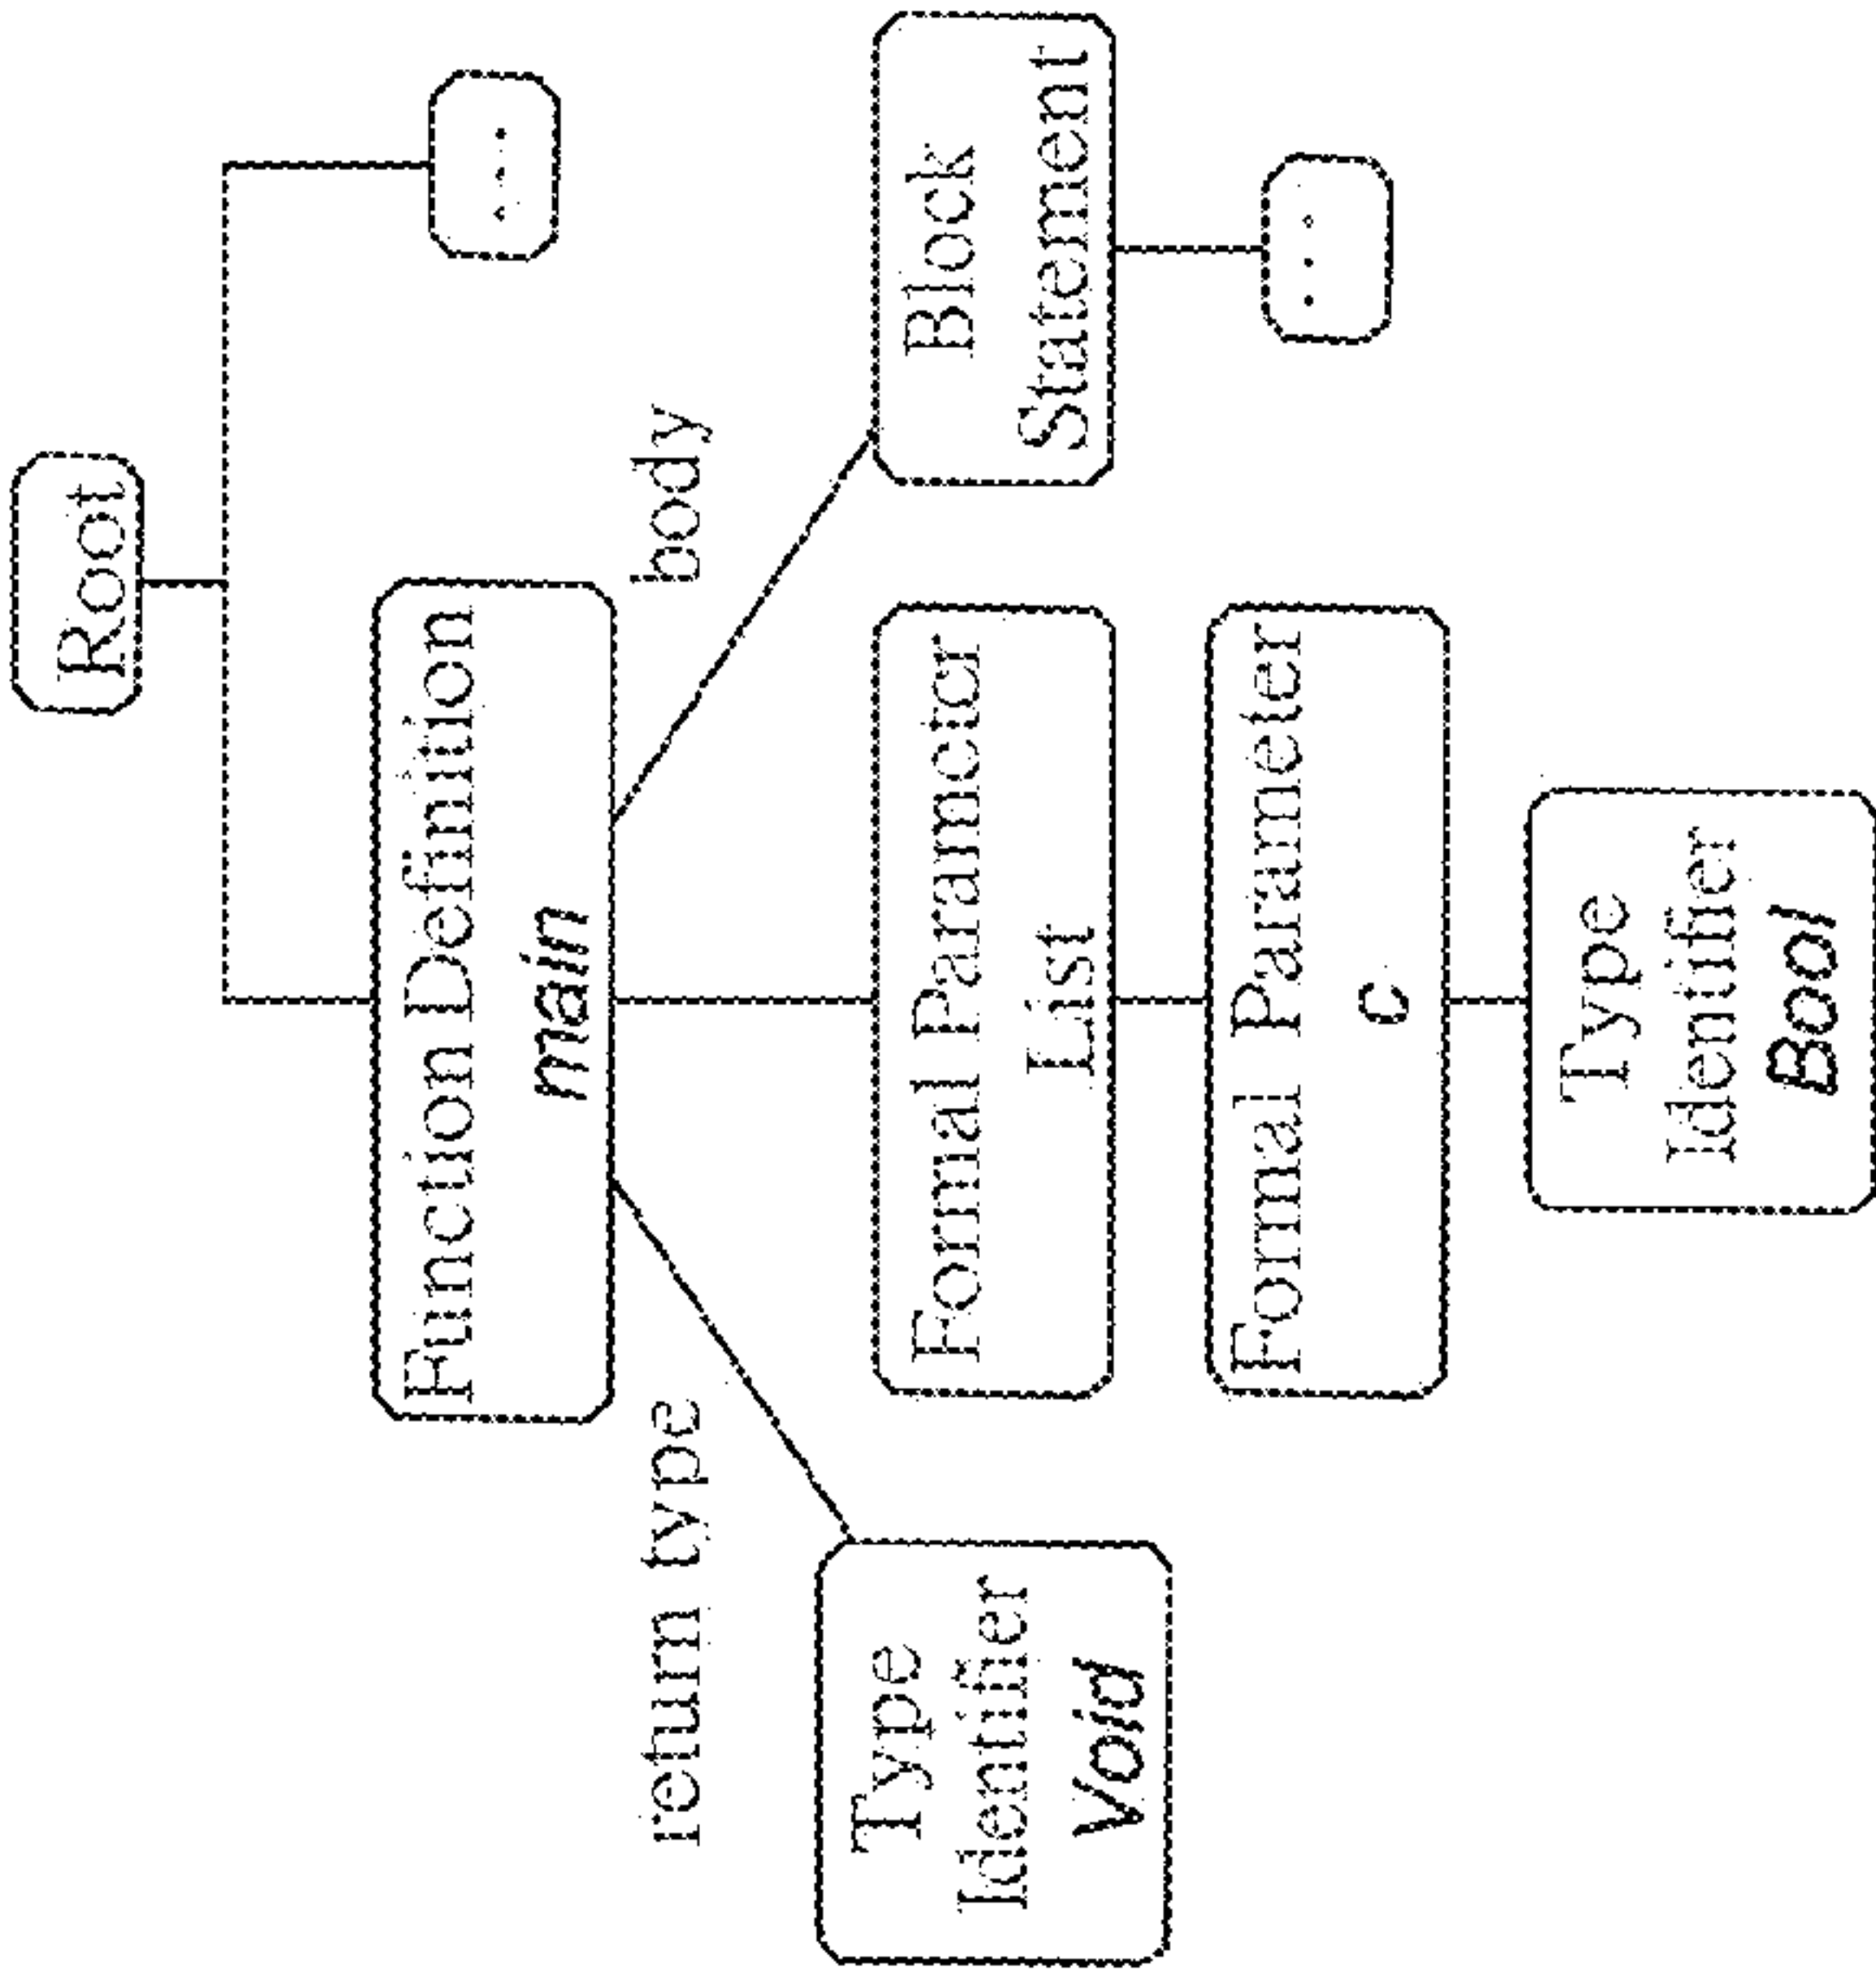 Root
...
Function Definition
main
return type
body
Type
Identifier
Void
Formal Parameter
List
Block
Statement
Formal Parameter
c
...
Type
Identifier
Bool